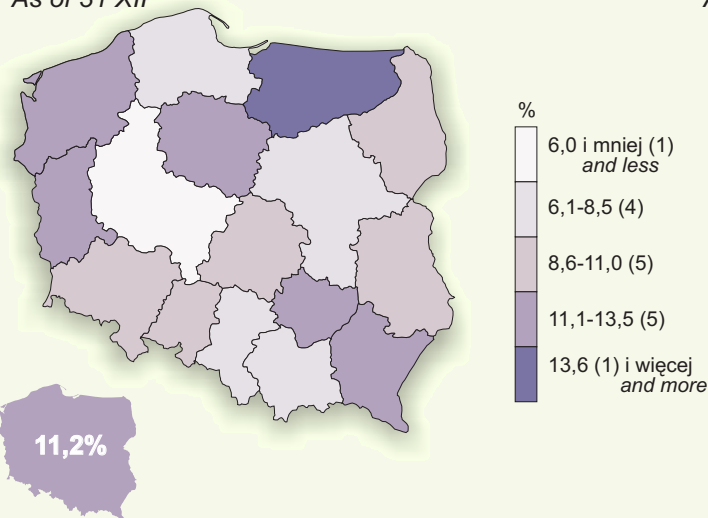 As of 31 XII
%
6,0 i mniej (1)
and less
6,1-8,5 (4)
8,6-11,0 (5)
11,1-13,5 (5)
13,6 (1) i więcej
and more
11,2%